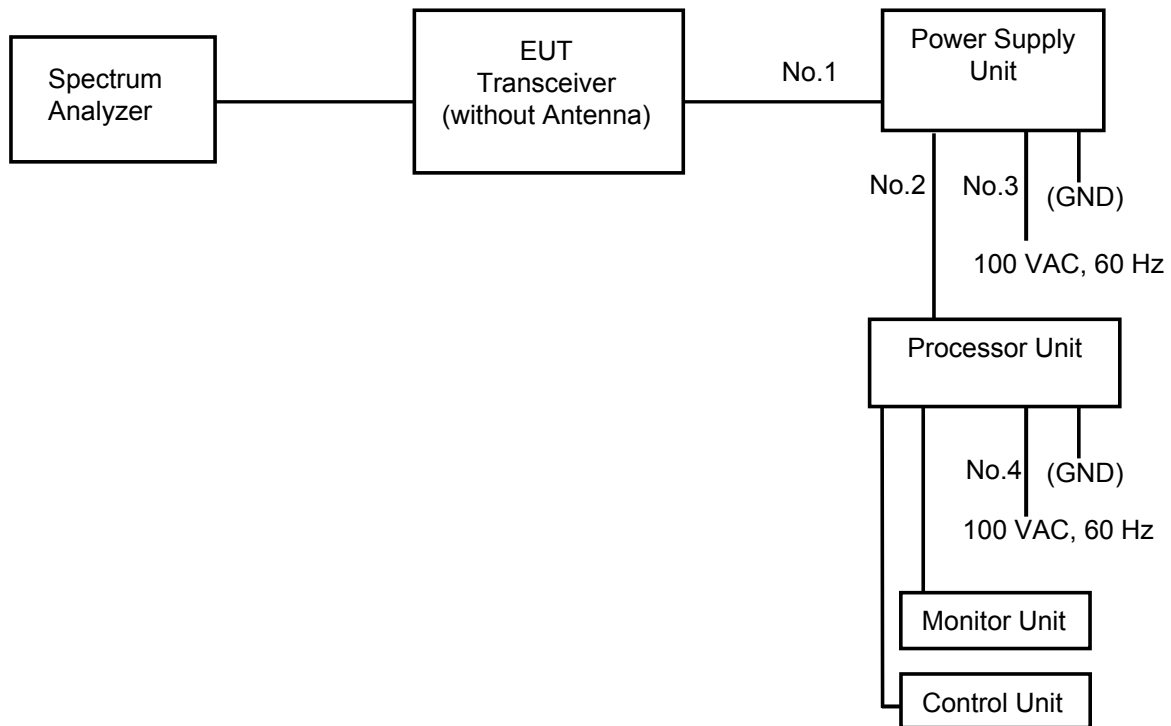 Spectrum
Analyzer
EUT
Transceiver
(without Antenna)
No.1
Power Supply
Unit
No.2
No.3
(GND)
100 VAC, 60 Hz
Processor Unit
No.4
(GND)
100 VAC, 60 Hz
Monitor Unit
Control Unit